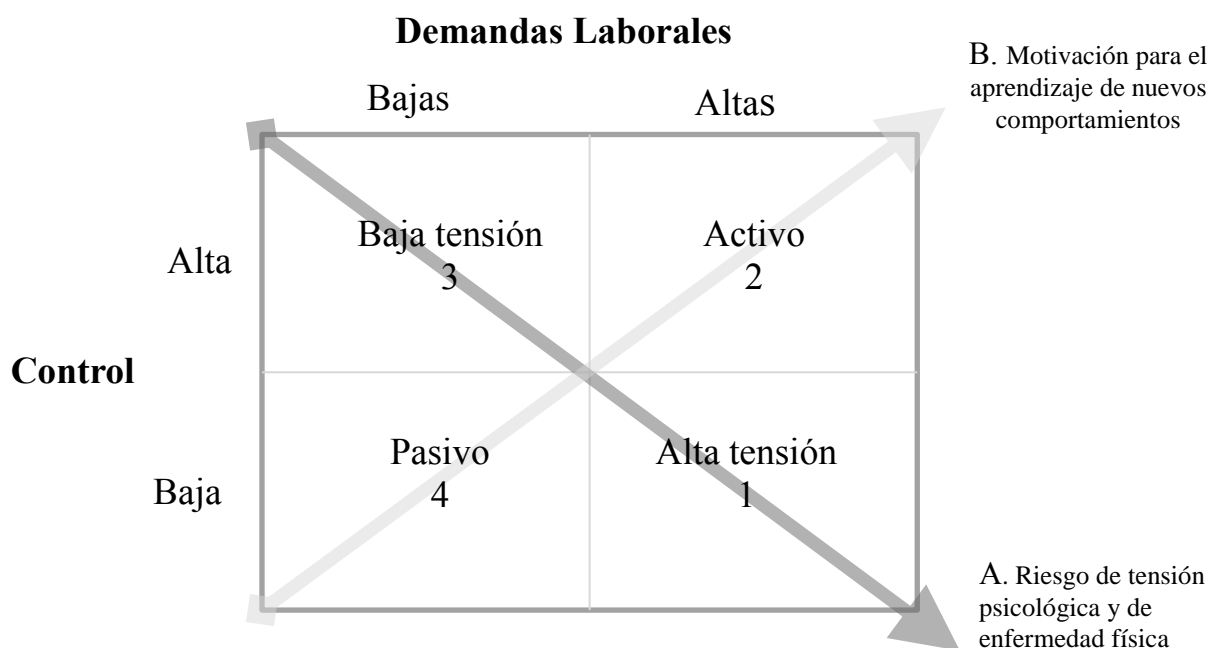 Demandas Laborales
B. Motivación para el
aprendizaje de nuevos
comportamientos
Bajas
Altas
Baja tensión
3
Activo
2
Alta
Control
Pasivo
4
Alta tensión
1
Baja
A. Riesgo de tensión
psicológica y de
enfermedad física